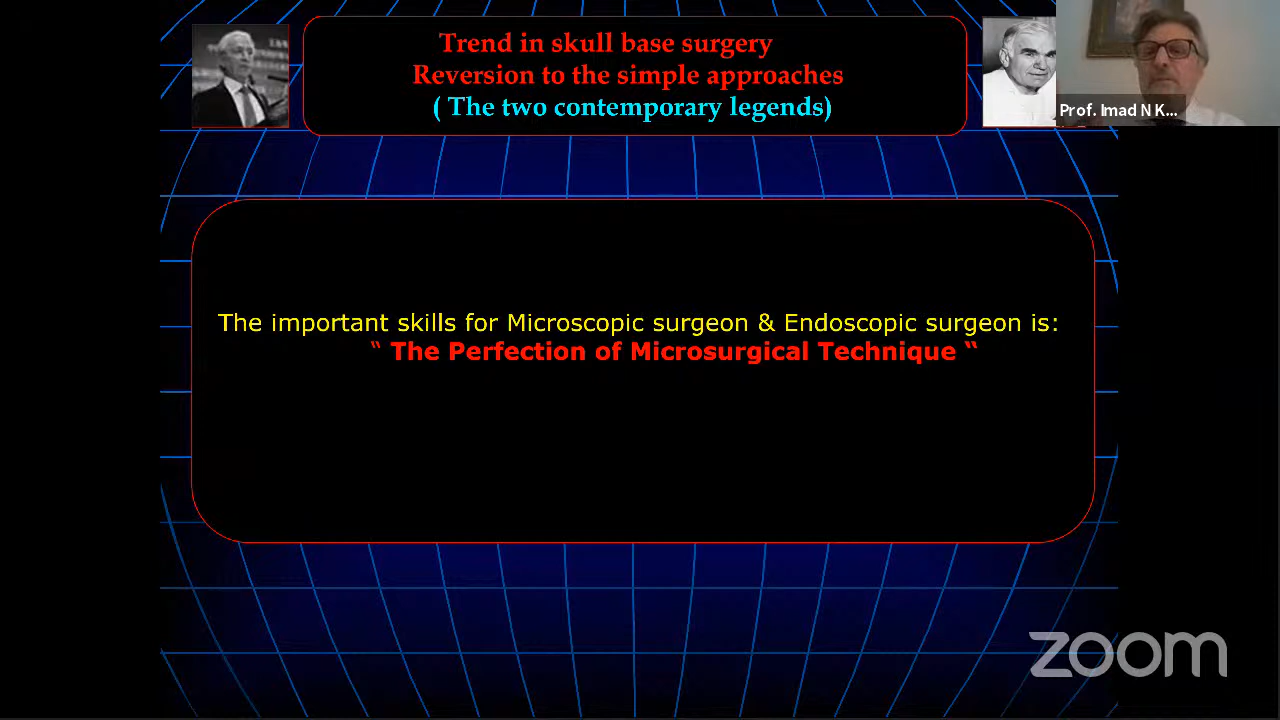 Trend in skull base surgery
Reversion to the simple approaches
( The two contemporary legends)
Prof. Imad N K...
The important skills for Microscopic surgeon & Endoscopic surgeon is:
“ The Perfection of Microsurgical Technique “
zoom